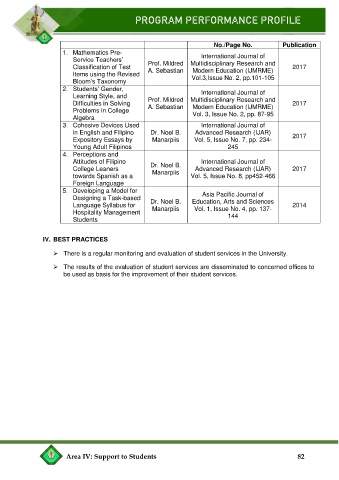 PROGRAM PERFORMANCE PROFILE
No./Page No. Publication
1. Mathematics Pre-Service Teachers' Classification of Test Items using the Revised Bloom's Taxonomy
Prof. Mildred A. Sebastian
International Journal of Multidisciplinary Research and Modern Education (IJMRME) Vol.3,Issue No. 2, pp.101-105
2017
2. Students' Gender, Learning Style, and Difficulties in Solving Problems in College Algebra
Prof. Mildred A. Sebastian
International Journal of Multidisciplinary Research and Modern Education (IJMRME) Vol. 3, Issue No. 2, pp. 87-95
2017
3. Cohesive Devices Used in English and Filipino Expository Essays by Young Adult Filipinos
Dr. Noel B. Manarpiis
International Journal of Advanced Research (IJAR) Vol. 5, Issue No. 7, pp. 234-245
2017
4. Perceptions and Attitudes of Filipino College Leaners towards Spanish as a Foreign Language
Dr. Noel B. Manarpiis
International Journal of Advanced Research (IJAR) Vol. 5, Issue No. 8, pp452-466
2017
5. Developing a Model for Designing a Task-based Language Syllabus for Hospitality Management Students
Dr. Noel B. Manarpiis
Asia Pacific Journal of Education, Arts and Sciences Vol. 1, Issue No. 4, pp. 137-144
2014
IV. BEST PRACTICES
➢ There is a regular monitoring and evaluation of student services in the University.
➢ The results of the evaluation of student services are disseminated to concerned offices to
be used as basis for the improvement of their student services.
Area IV: Support to Students 82